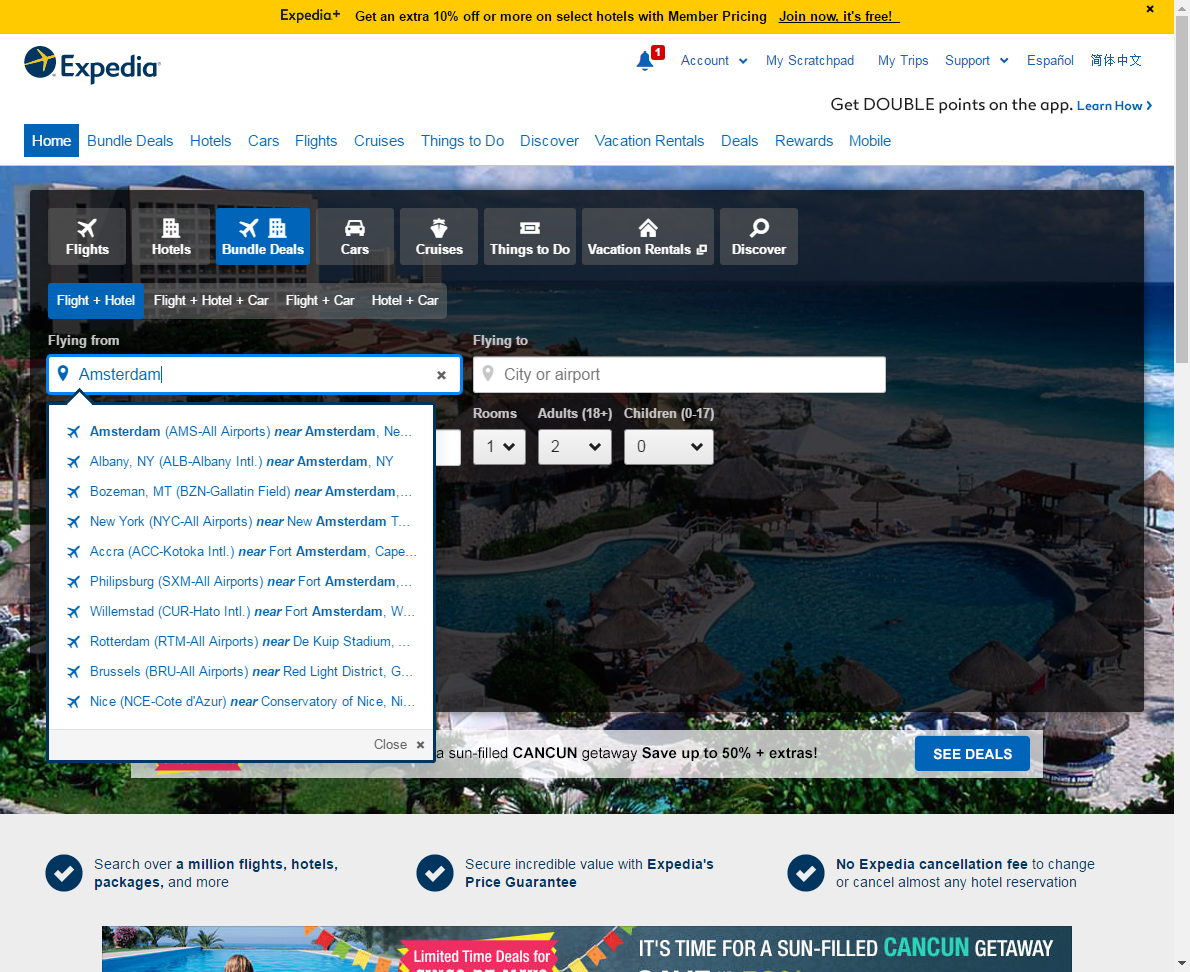 Expedia+ Get an extra 10% off or more on select hotels with Member Pricing Join now, it's free!
Expedia
1 Account My Scratchpad My Trips Support Español 简体中文
Get DOUBLE points on the app. Learn How
Home Bundle Deals Hotels Cars Flights Cruises Things to Do Discover Vacation Rentals Deals Rewards Mobile
Flights Hotels Bundle Deals Cars Cruises Things to Do Vacation Rentals Discover
Flight + Hotel Flight + Hotel + Car Flight + Car Hotel + Car
Flying from Flying to
Amsterdam City or airport
Rooms Adults (18+) Children (0-17)
1 2 0
Amsterdam (AMS-All Airports) near Amsterdam, Ne...
Albany, NY (ALB-Albany Intl.) near Amsterdam, NY
Bozeman, MT (BZN-Gallatin Field) near Amsterdam,...
New York (NYC-All Airports) near New Amsterdam T...
Accra (ACC-Kotoka Intl.) near Fort Amsterdam, Cape...
Philipsburg (SXM-All Airports) near Fort Amsterdam,...
Willemstad (CUR-Hato Intl.) near Fort Amsterdam, W...
Rotterdam (RTM-All Airports) near De Kuip Stadium, ...
Brussels (BRU-All Airports) near Red Light District, G...
Nice (NCE-Cote d'Azur) near Conservatory of Nice, Ni...
Close
a sun-filled CANCUN getaway Save up to 50% + extras! SEE DEALS
Search over a million flights, hotels,
packages, and more
Secure incredible value with Expedia's
Price Guarantee
No Expedia cancellation fee to change
or cancel almost any hotel reservation
Limited Time Deals for
IT'S TIME FOR A SUN-FILLED CANCUN GETAWAY